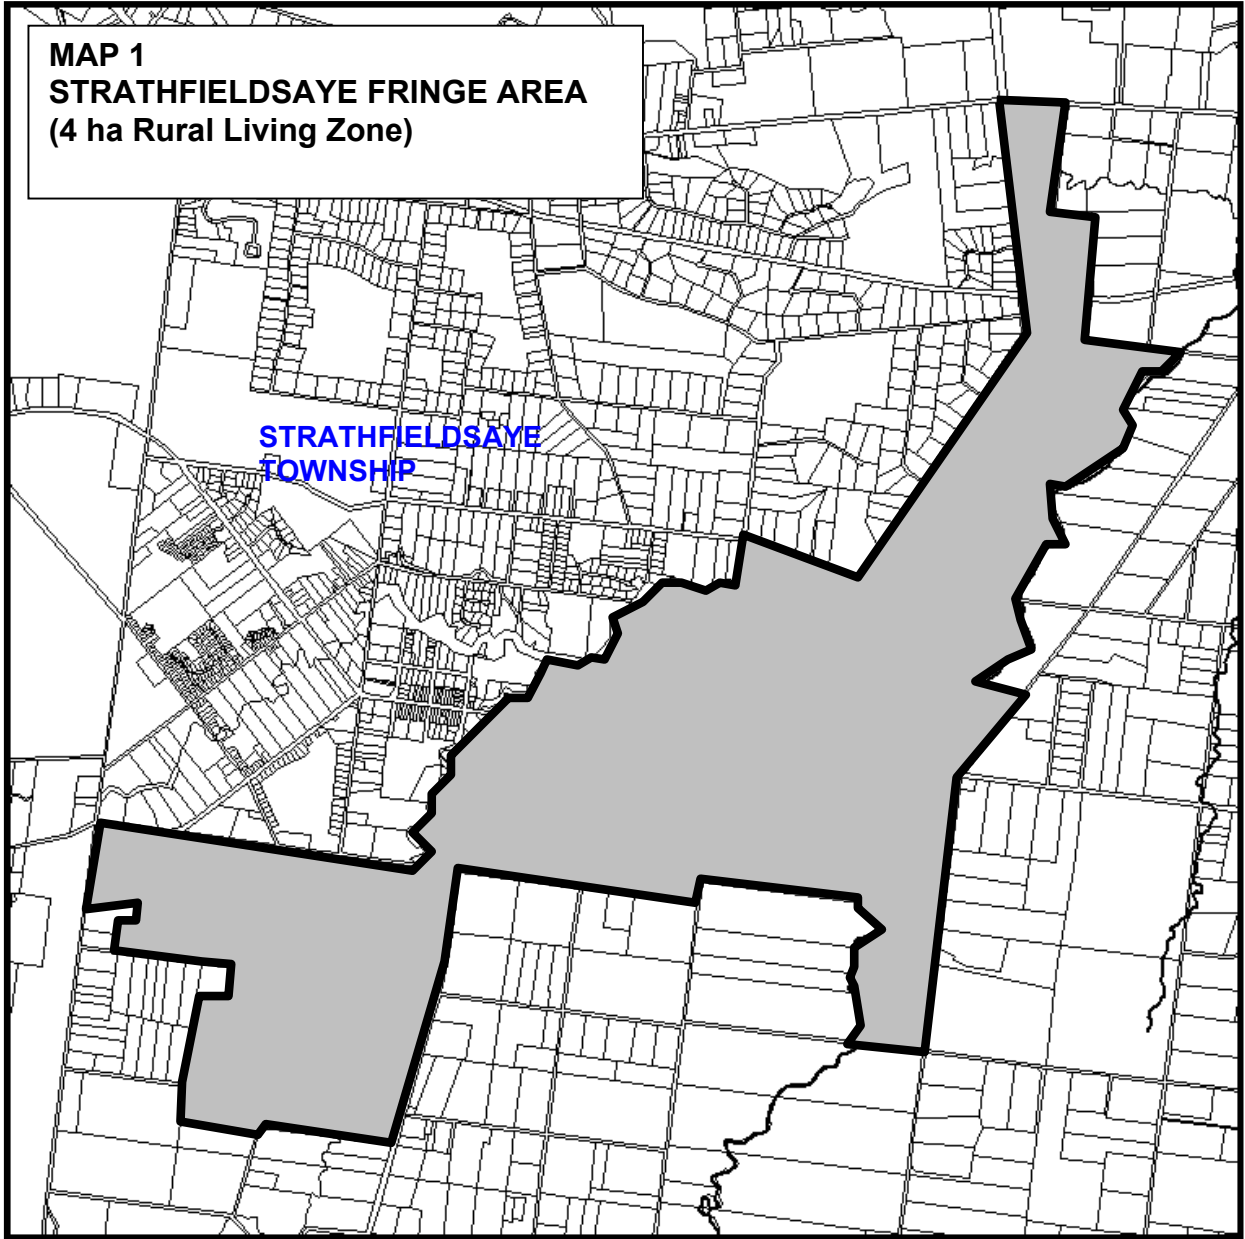 MAP 1
STRATHFIELDSAYE FRINGE AREA
(4 ha Rural Living Zone)
STRATHFIELDSAYE
TOWNSHIP